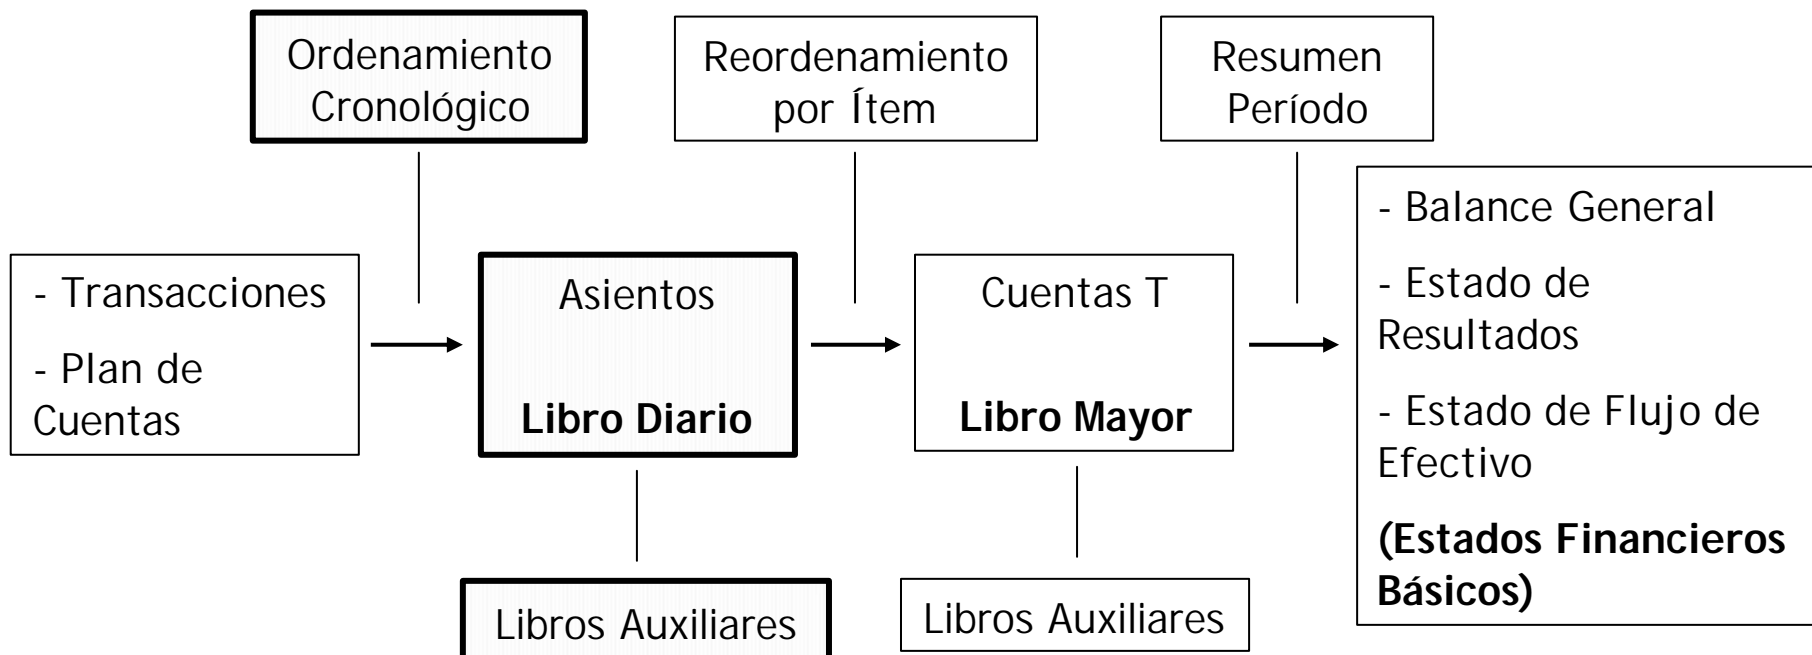 Ordenamiento
Cronológico
Reordenamiento
por Ítem
Resumen
Período
- Transacciones
- Plan de
Cuentas
Asientos
Libro Diario
Cuentas T
Libro Mayor
- Balance General
- Estado de
Resultados
- Estado de Flujo de
Efectivo
(Estados Financieros
Básicos)
Libros Auxiliares
Libros Auxiliares